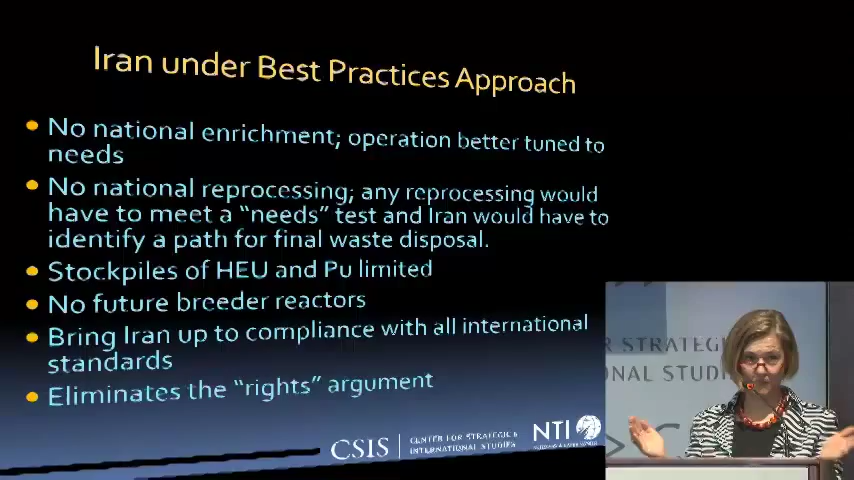 Iran under Best Practices Approach
No national enrichment; operation better tuned to
needs
No national reprocessing; any reprocessing would
have to meet a “needs” test and Iran would have to
identify a path for final waste disposal.
Stockpiles of HEU and Pu limited
No future breeder reactors
Bring Iran up to compliance with all international
standards
Eliminates the “rights” argument
CSIS
CENTER FOR STRATEGIC &
INTERNATIONAL STUDIES
NTI
R STRATEG
ONAL STUDI